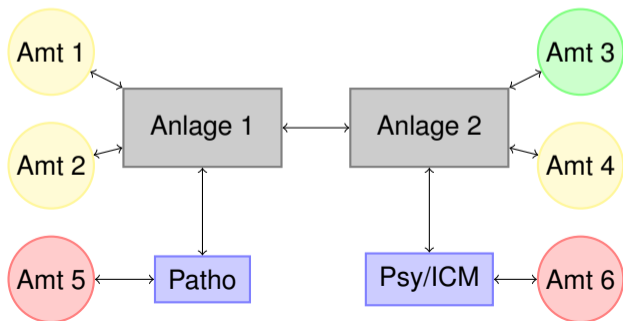 Amt 1
Amt 3
Anlage 1
Anlage 2
Amt 2
Amt 4
Amt 5
Patho
Psy/ICM
Amt 6